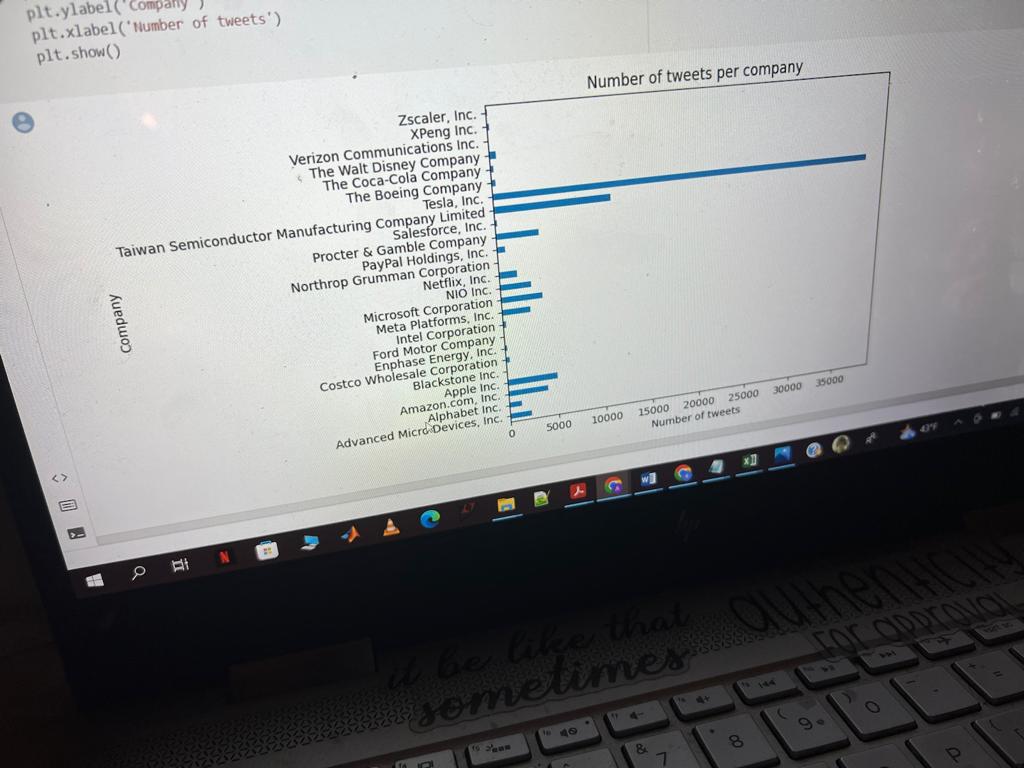 plt.ylabel('Company')
plt.xlabel('Number of tweets')
plt.show()
Number of tweets per company
Zscaler, Inc.
XPeng Inc.
Verizon Communications Inc.
The Walt Disney Company
The Coca-Cola Company
The Boeing Company
Tesla, Inc.
Taiwan Semiconductor Manufacturing Company Limited
Salesforce, Inc.
Procter & Gamble Company
PayPal Holdings, Inc.
Northrop Grumman Corporation
Netflix, Inc.
NIO Inc.
Microsoft Corporation
Meta Platforms, Inc.
Intel Corporation
Ford Motor Company
Enphase Energy, Inc.
Costco Wholesale Corporation
Blackstone Inc.
Apple Inc.
Amazon.com, Inc.
Alphabet Inc.
Advanced Micro Devices, Inc.
Company
0 5000 10000 15000 20000 25000 30000 35000
Number of tweets
43°F
hp
it be like that
sometimes
authenticity
FOR APPROVAL
& 7
* 8
( 9
) 0
- 
=
P